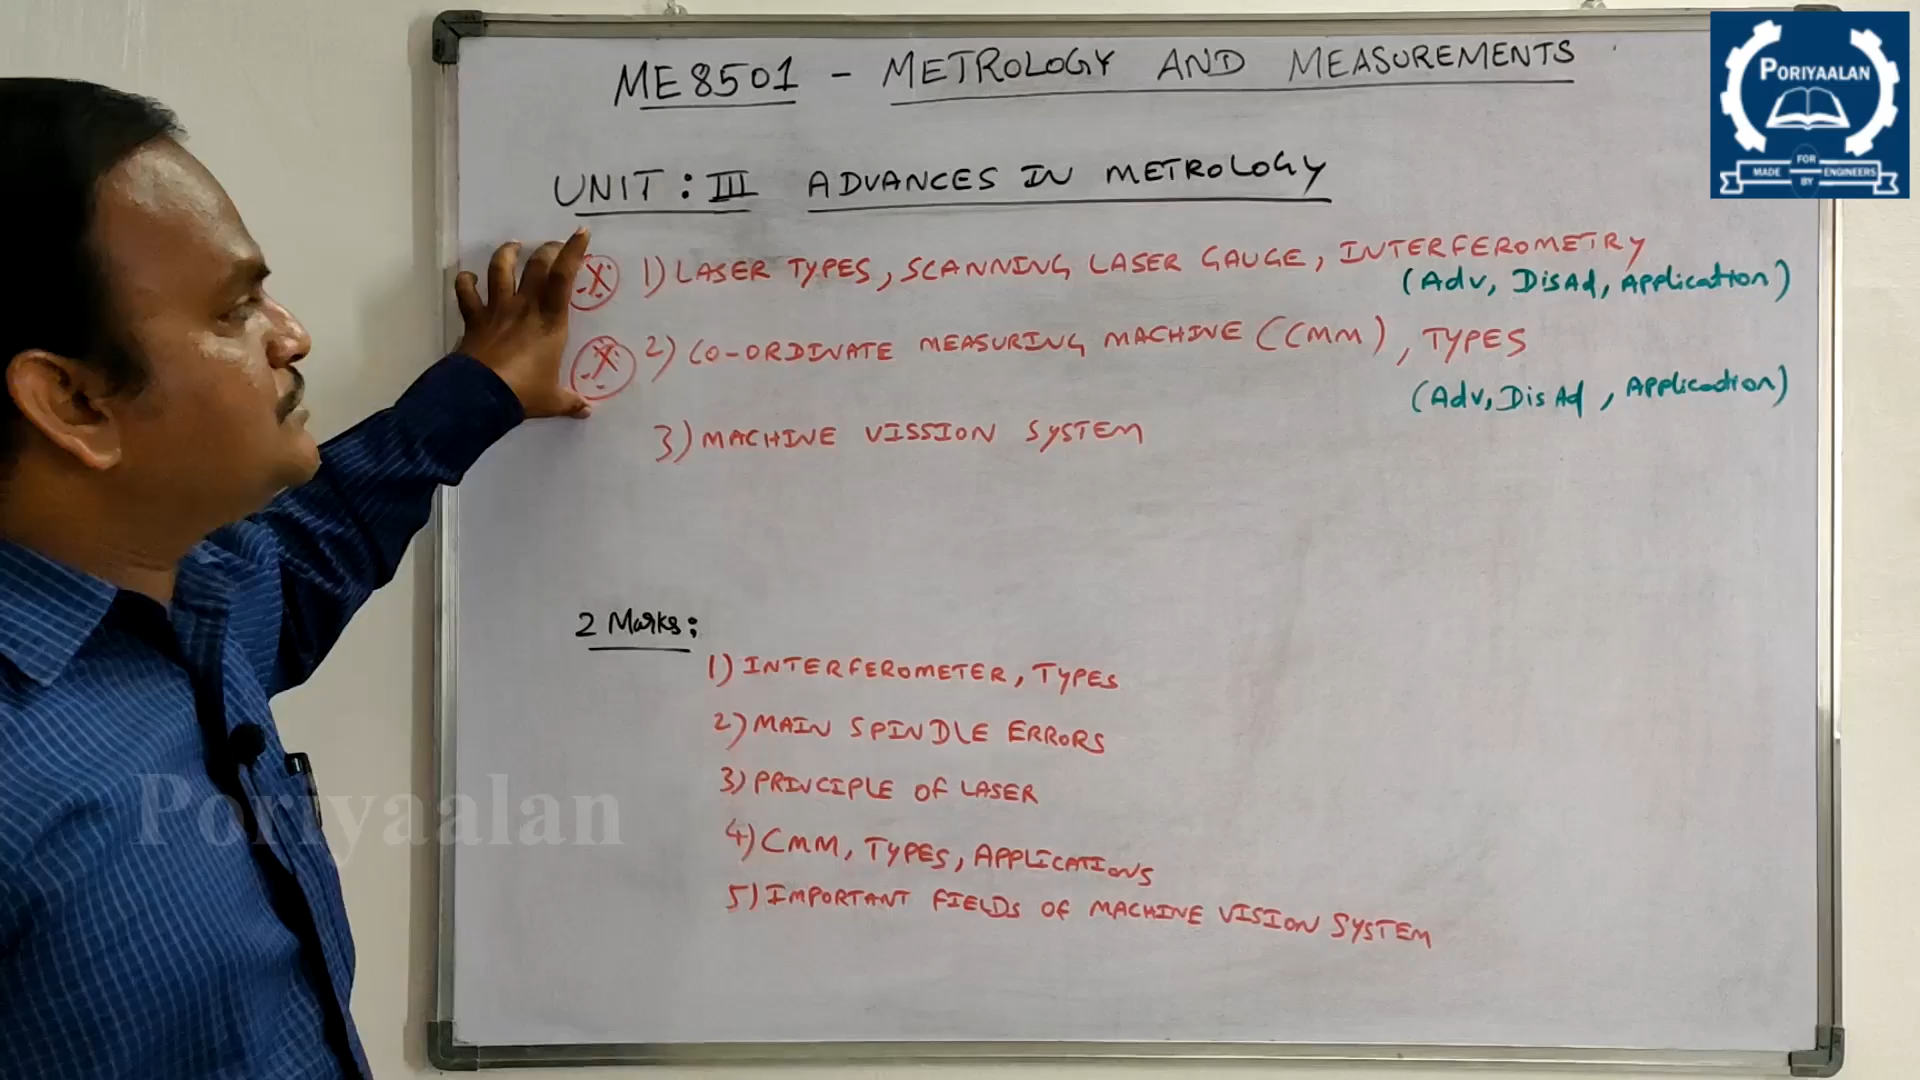 ME8501 - METROLOGY AND MEASUREMENTS
UNIT : III ADVANCES IN METROLOGY
1) LASER TYPES, SCANNING LASER GAUGE, INTERFEROMETRY
(Adv, DisAd, Application)
2) CO-ORDINATE MEASURING MACHINE (CMM), TYPES
(Adv, DisAd, Application)
3) MACHINE VISSION SYSTEM
2 Marks:
1) INTERFEROMETER, TYPES
2) MAIN SPINDLE ERRORS
3) PRINCIPLE OF LASER
4) CMM, TYPES, APPLICATIONS
5) IMPORTANT FIELDS OF MACHINE VISION SYSTEM
PORIYAALAN
MADE FOR BY ENGINEERS
Poriyaalan